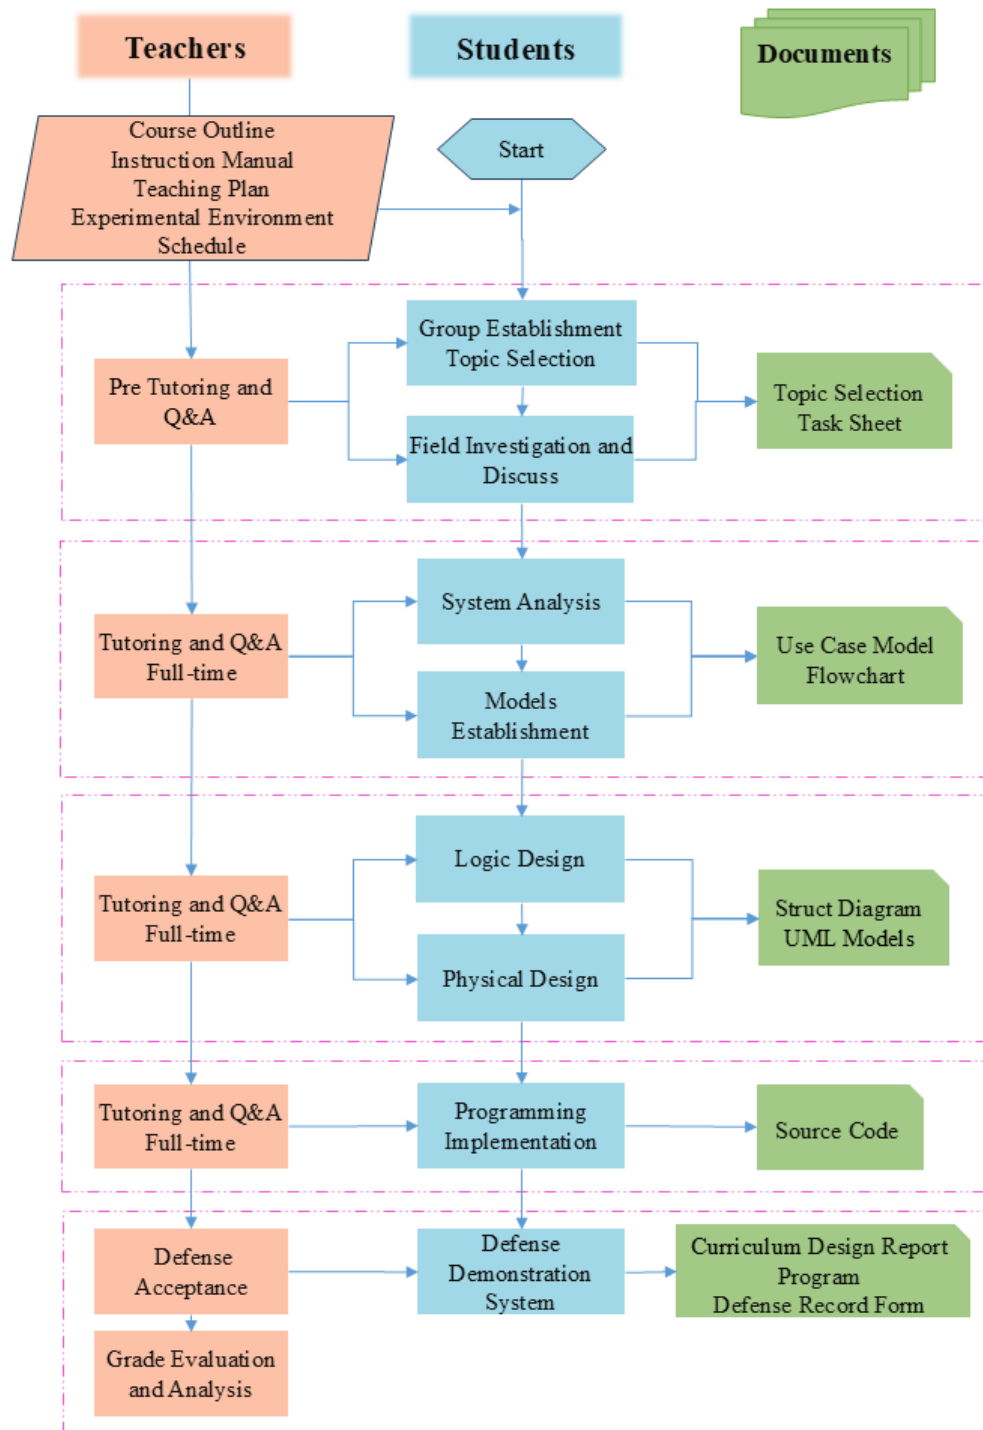 Teachers
Students
Documents
Course Outline
Instruction Manual
Teaching Plan
Experimental Environment
Schedule
Start
Group Establishment
Topic Selection
Pre Tutoring and
Q&A
Field Investigation and
Discuss
Topic Selection
Task Sheet
System Analysis
Tutoring and Q&A
Full-time
Models
Establishment
Use Case Model
Flowchart
Logic Design
Tutoring and Q&A
Full-time
Physical Design
Struct Diagram
UML Models
Tutoring and Q&A
Full-time
Programming
Implementation
Source Code
Defense
Acceptance
Defense
Demonstration
System
Curriculum Design Report
Program
Defense Record Form
Grade Evaluation
and Analysis